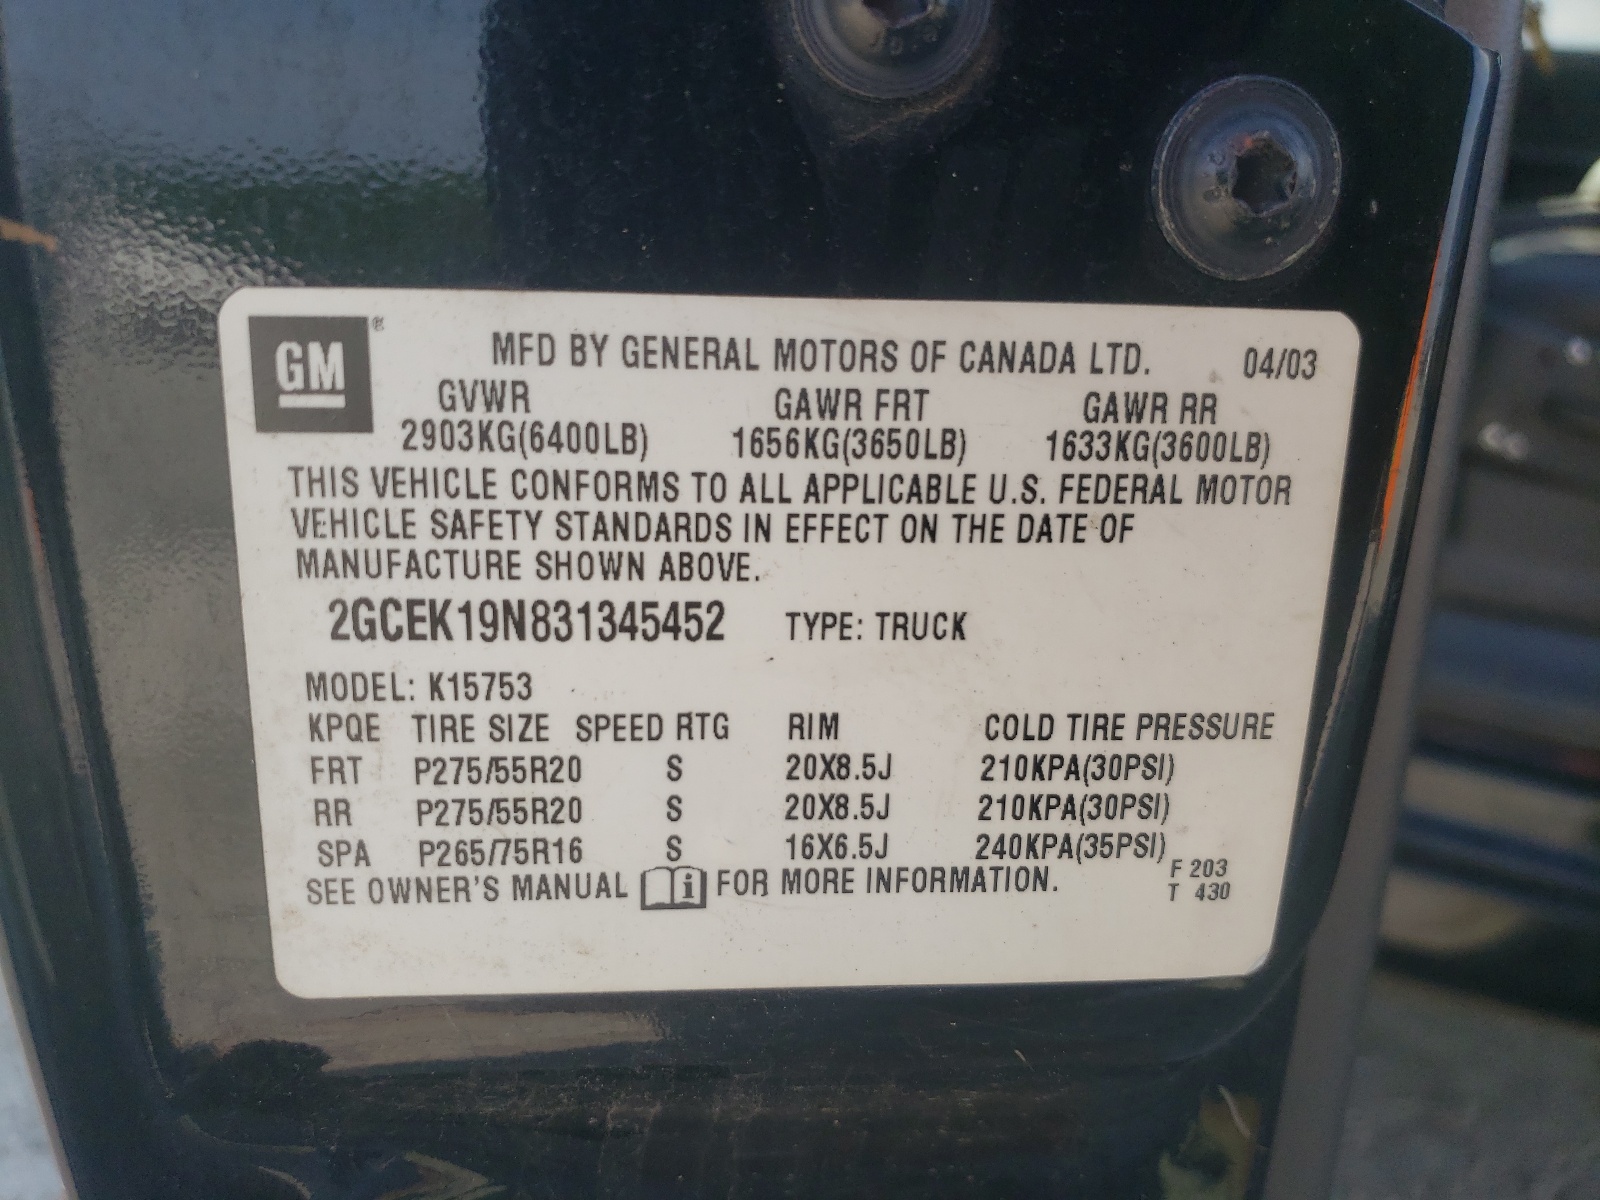 GM ®
MFD BY GENERAL MOTORS OF CANADA LTD. 04/03
GVWR GAWR FRT GAWR RR
2903KG(6400LB) 1656KG(3650LB) 1633KG(3600LB)
THIS VEHICLE CONFORMS TO ALL APPLICABLE U.S. FEDERAL MOTOR
VEHICLE SAFETY STANDARDS IN EFFECT ON THE DATE OF
MANUFACTURE SHOWN ABOVE.
2GCEK19N831345452 TYPE: TRUCK
MODEL: K15753
KPQE TIRE SIZE SPEED RTG RIM COLD TIRE PRESSURE
FRT P275/55R20 S 20X8.5J 210KPA(30PSI)
RR P275/55R20 S 20X8.5J 210KPA(30PSI)
SPA P265/75R16 S 16X6.5J 240KPA(35PSI)
SEE OWNER'S MANUAL i FOR MORE INFORMATION.
F 203
T 430